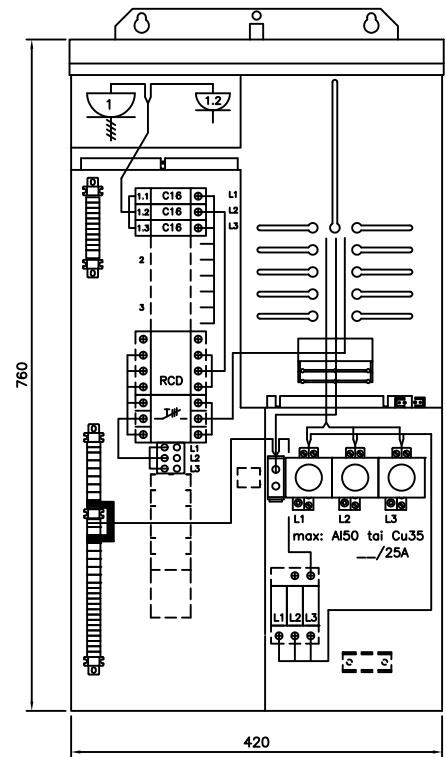 1
1.2
1.1 C16 L1
1.2 C16 L2
1.3 C16 L3
2
3
760
RCD
L1
L2
L3
L1 L2 L3
max: Al50 tai Cu35
__/25A
L1 L2 L3
420